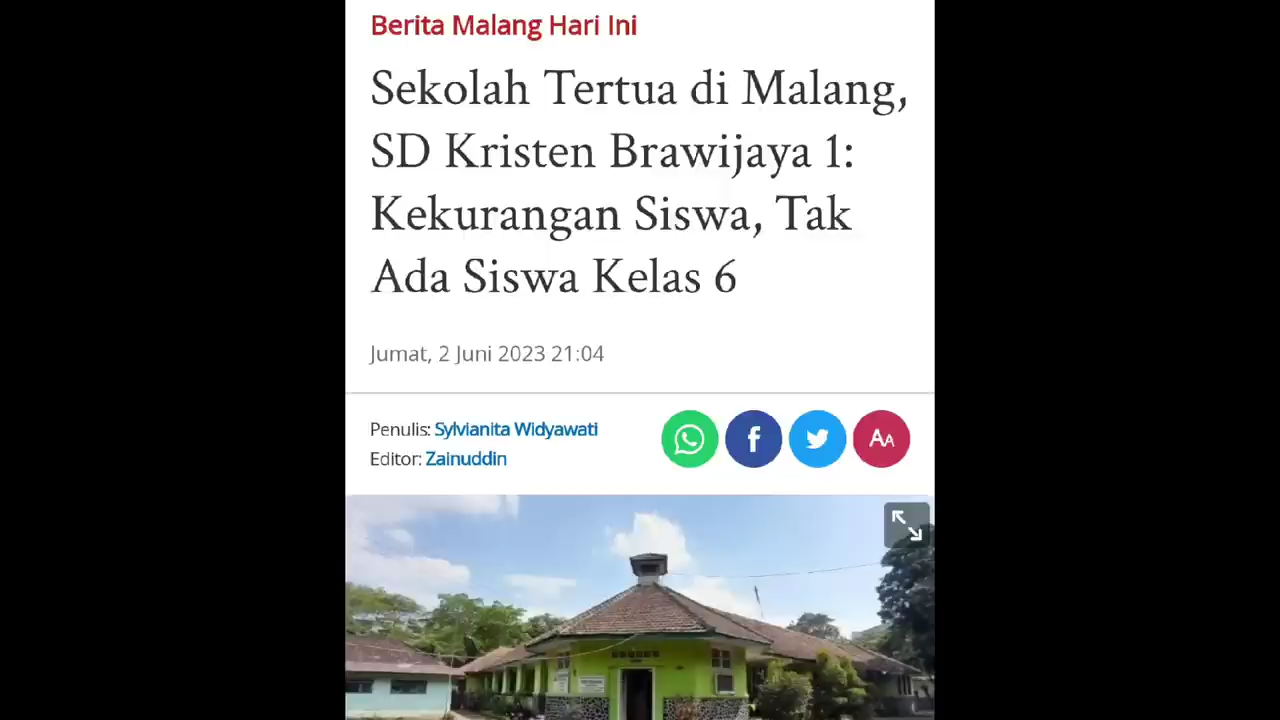 Berita Malang Hari Ini
Sekolah Tertua di Malang,
SD Kristen Brawijaya 1:
Kekurangan Siswa, Tak
Ada Siswa Kelas 6
Jumat, 2 Juni 2023 21:04
Penulis: Sylvianita Widyawati
Editor: Zainuddin
AA